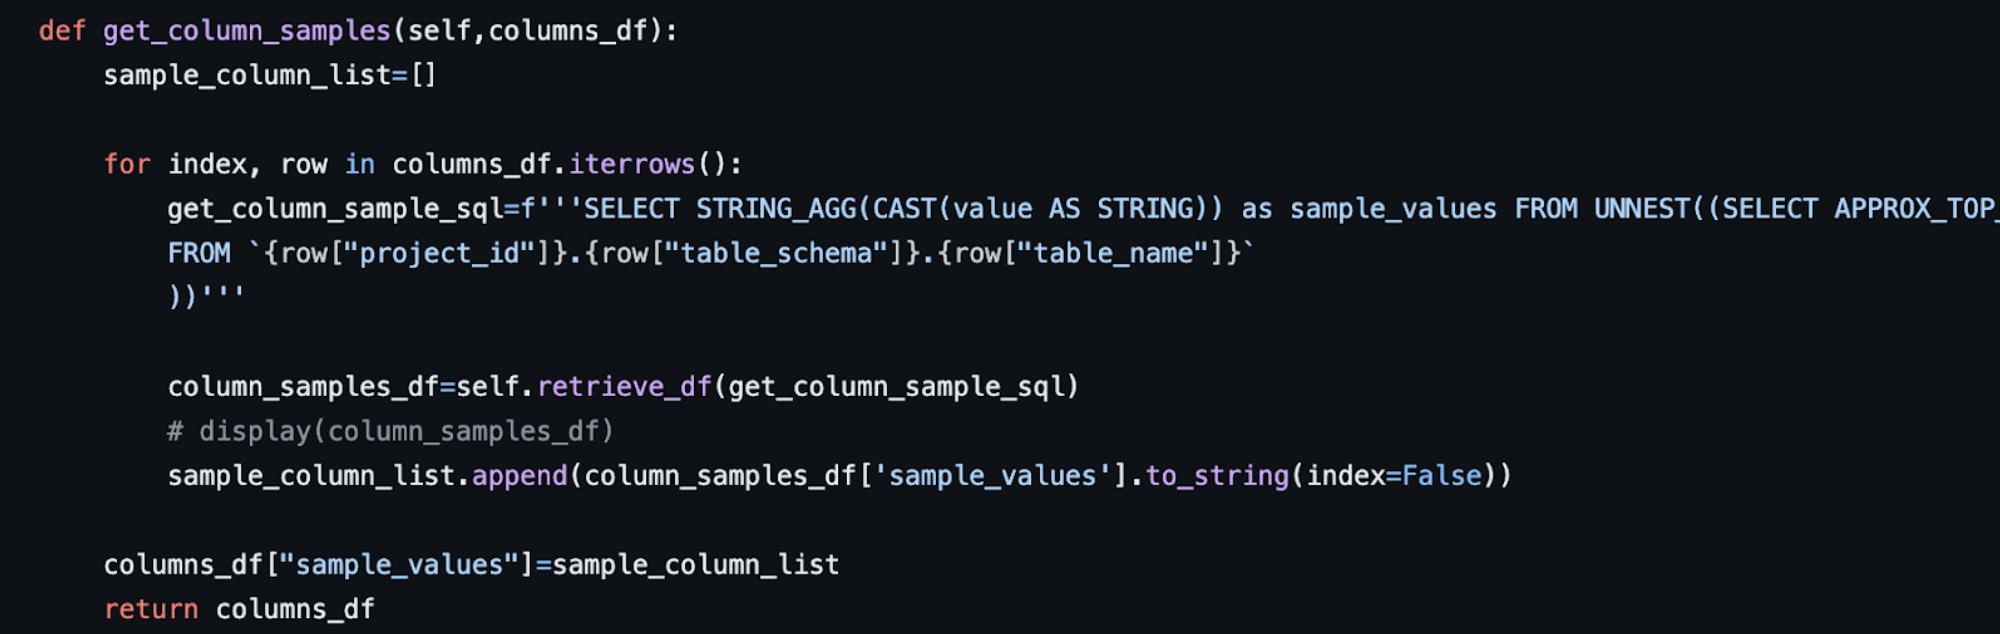 def get_column_samples(self,columns_df):
sample_column_list=[]
for index, row in columns_df.iterrows():
get_column_sample_sql=f'''SELECT STRING_AGG(CAST(value AS STRING)) as sample_values FROM UNNEST((SELECT APPROX_TOP_
FROM `{row["project_id"]}.{row["table_schema"]}.{row["table_name"]}`
))'''
column_samples_df=self.retrieve_df(get_column_sample_sql)
# display(column_samples_df)
sample_column_list.append(column_samples_df['sample_values'].to_string(index=False))
columns_df["sample_values"]=sample_column_list
return columns_df